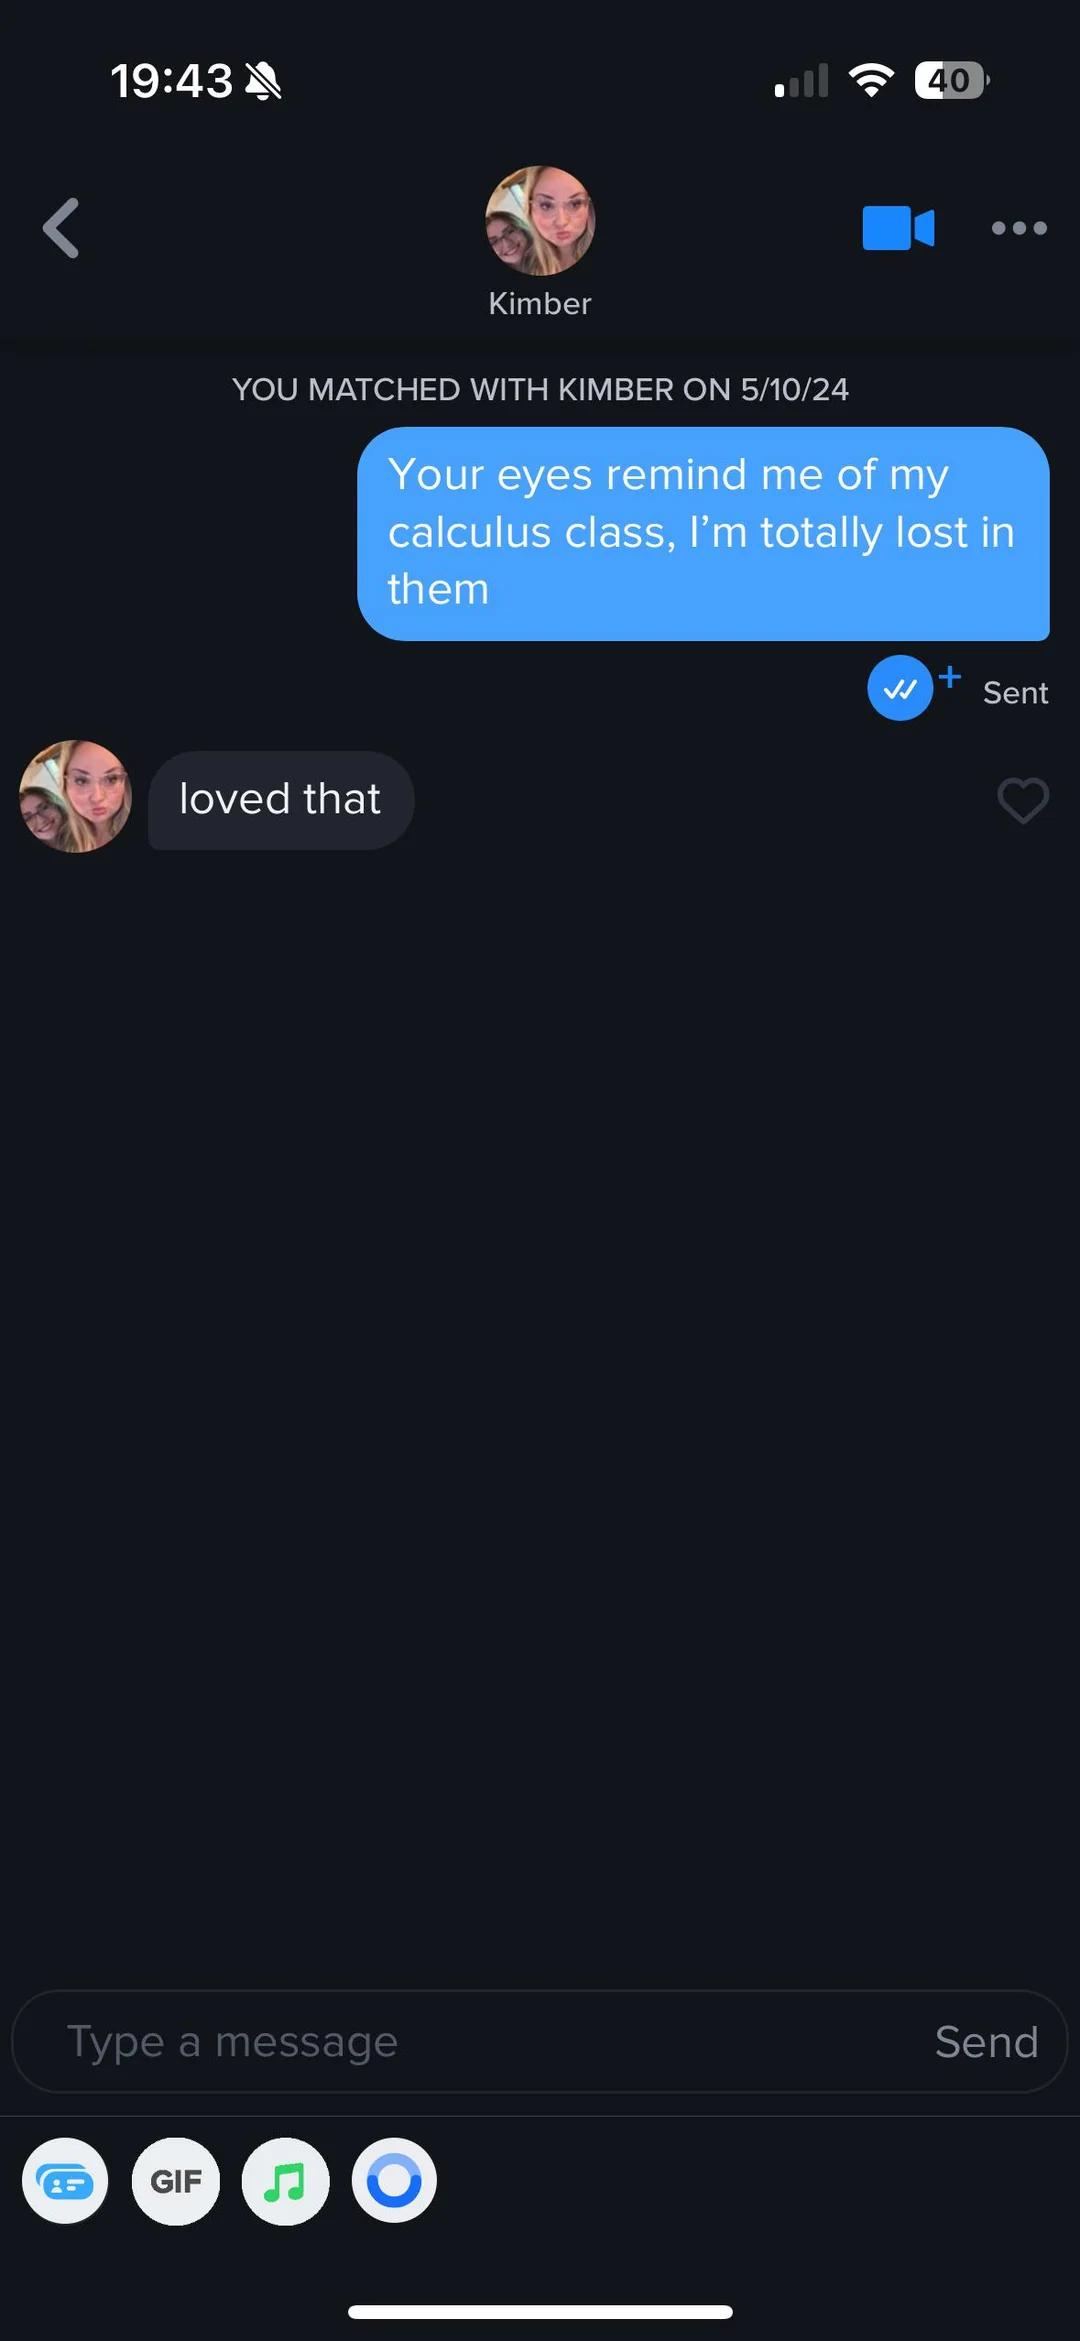 19:43
40
Kimber
YOU MATCHED WITH KIMBER ON 5/10/24
Your eyes remind me of my
calculus class, I’m totally lost in
them
Sent
loved that
Type a message
Send
GIF